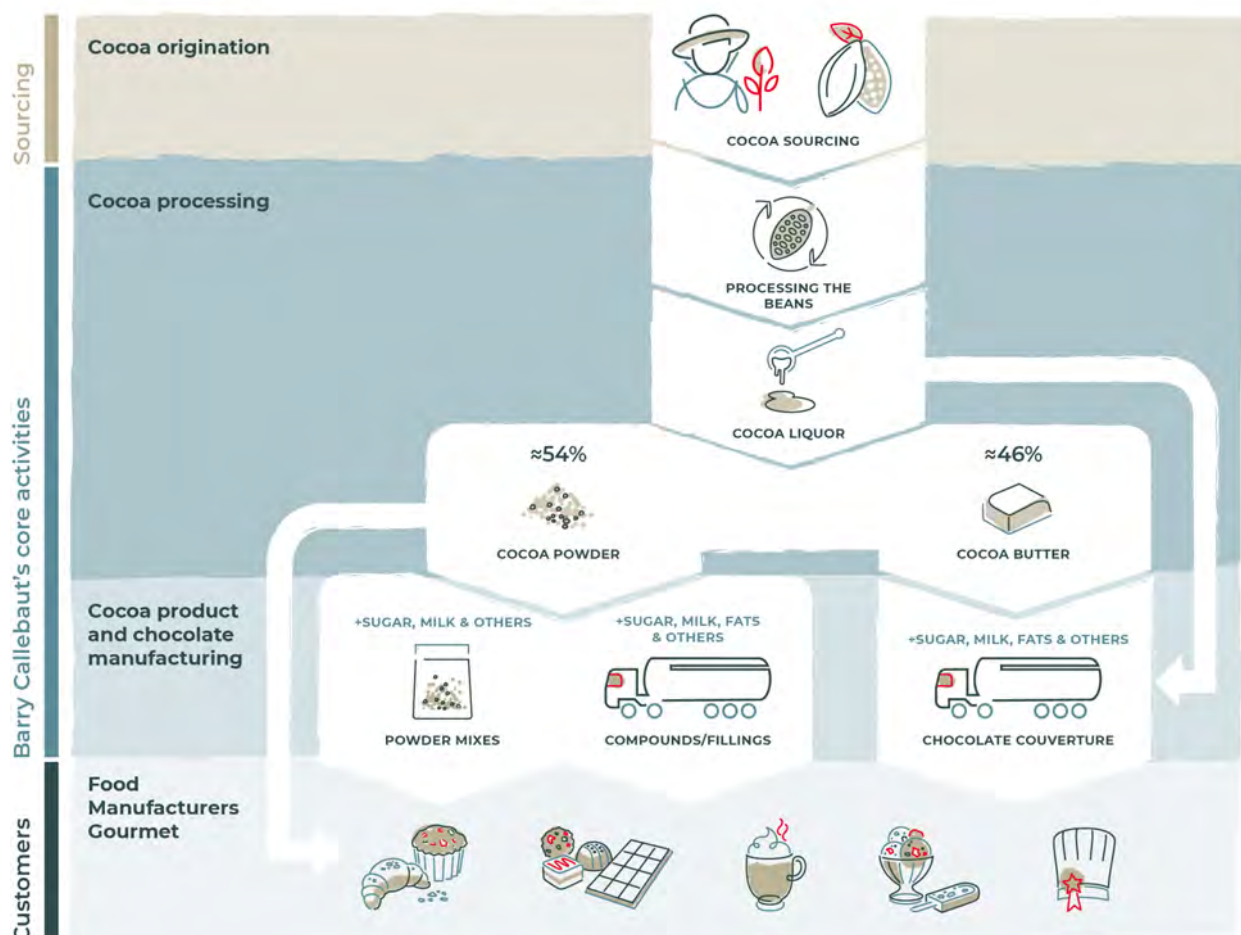 Sourcing
Cocoa origination
COCOA SOURCING
Barry Callebaut's core activities
Cocoa processing
PROCESSING THE
BEANS
COCOA LIQUOR
≈54%
≈46%
COCOA POWDER
COCOA BUTTER
Cocoa product
and chocolate
manufacturing
+SUGAR, MILK & OTHERS
+SUGAR, MILK, FATS
& OTHERS
+SUGAR, MILK, FATS & OTHERS
POWDER MIXES
COMPOUNDS/FILLINGS
CHOCOLATE COUVERTURE
Customers
Food
Manufacturers
Gourmet